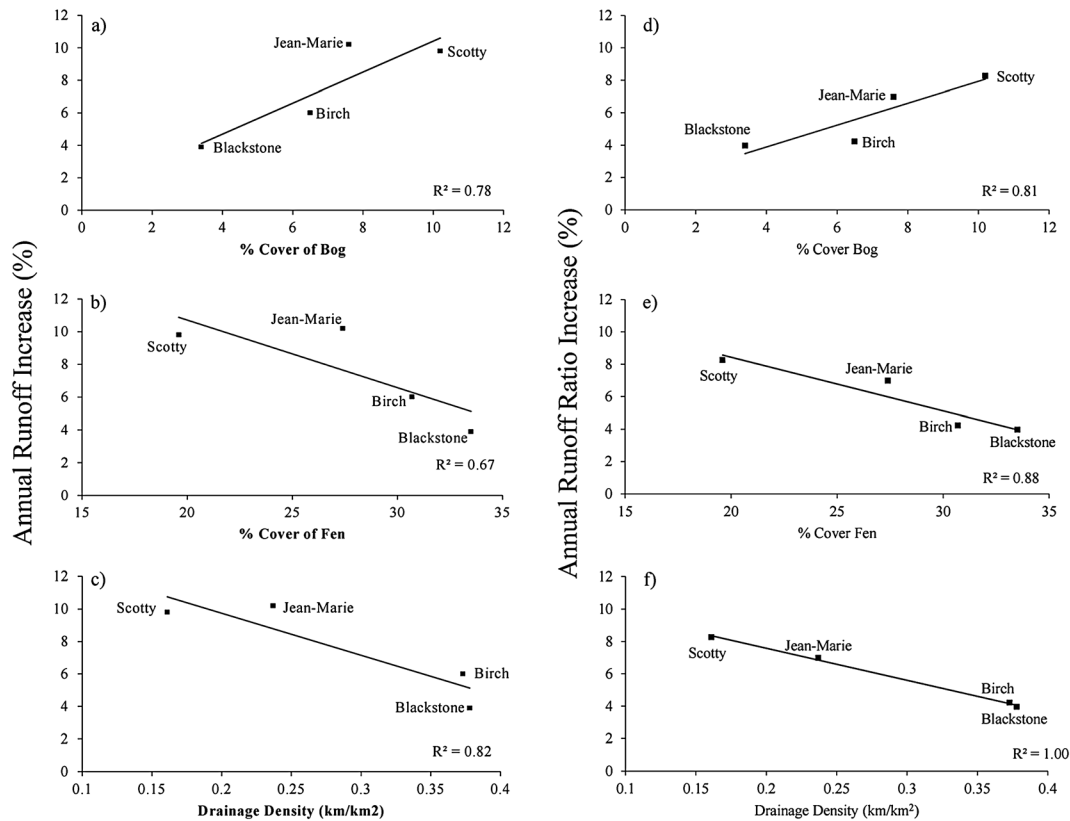 Annual Runoff Increase (%)
a)
12
10
8
6
4
2
0
Jean-Marie
Scotty
Birch
Blackstone
R² = 0.78
0 2 4 6 8 10 12
% Cover of Bog
b)
12
10
8
6
4
2
0
Jean-Marie
Scotty
Birch
Blackstone
R² = 0.67
15 20 25 30 35
% Cover of Fen
c)
12
10
8
6
4
2
0
Scotty
Jean-Marie
Birch
Blackstone
R² = 0.82
0.1 0.15 0.2 0.25 0.3 0.35 0.4
Drainage Density (km/km2)
Annual Runoff Ratio Increase (%)
d)
12
10
8
6
4
2
0
Scotty
Jean-Marie
Blackstone
Birch
R² = 0.81
0 2 4 6 8 10 12
% Cover Bog
e)
12
10
8
6
4
2
0
Jean-Marie
Scotty
Birch
Blackstone
R² = 0.88
15 20 25 30 35
% Cover Fen
f)
12
10
8
6
4
2
0
Jean-Marie
Scotty
Birch
Blackstone
R² = 1.00
0.1 0.15 0.2 0.25 0.3 0.35 0.4
Drainage Density (km/km²)